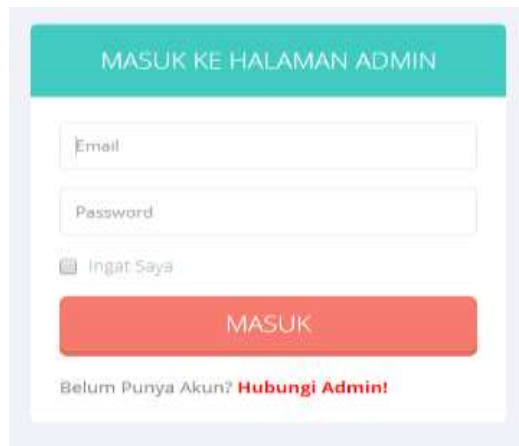 MASUK KE HALAMAN ADMIN
Email
Password
Ingat Saya
MASUK
Belum Punya Akun? Hubungi Admin!